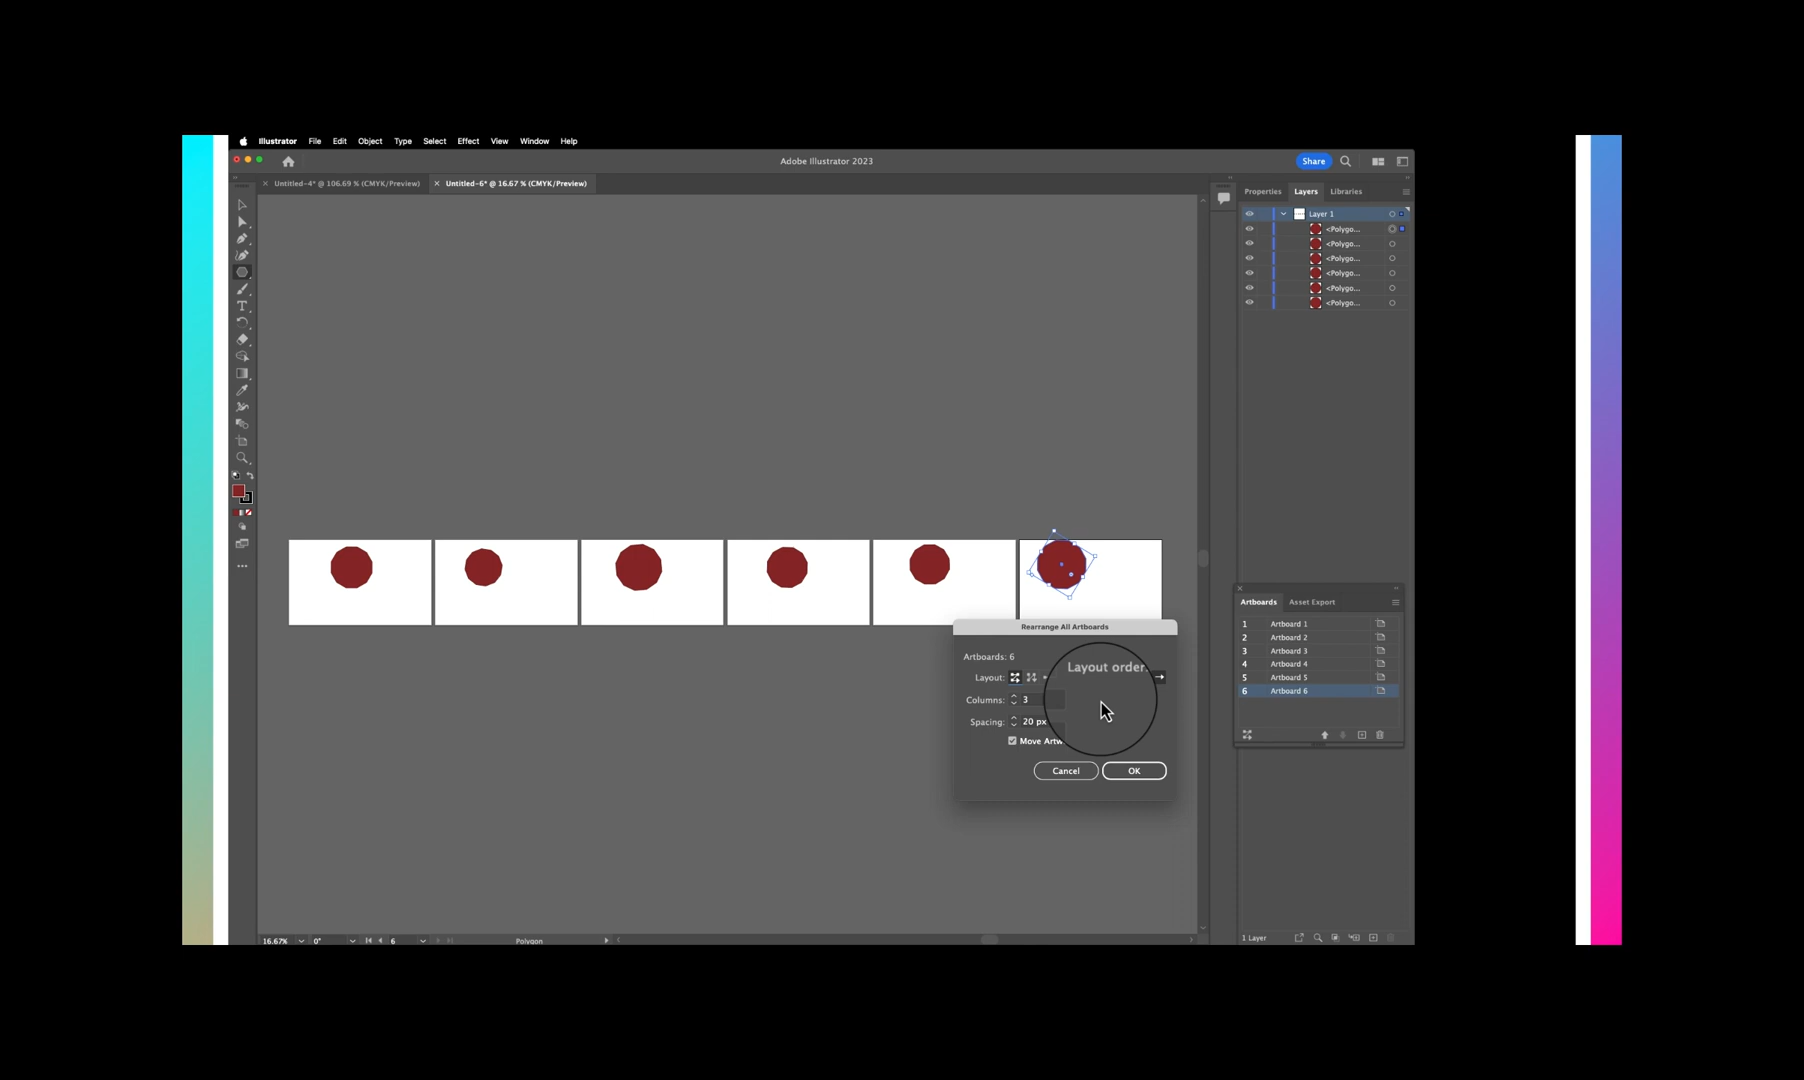 Illustrator File Edit Object Type Select Effect View Window Help
Adobe Illustrator 2023
Share
Untitled-4* @ 106.69 % (CMYK/Preview)
Untitled-6* @ 16.67 % (CMYK/Preview)
Properties Layers Libraries
Layer 1
<Polygo...
<Polygo...
<Polygo...
<Polygo...
<Polygo...
<Polygo...
Rearrange All Artboards
Artboards: 6
Layout:
Layout order:
Columns: 3
Spacing: 20 px
Move Artw
Cancel OK
Artboards Asset Export
1 Artboard 1
2 Artboard 2
3 Artboard 3
4 Artboard 4
5 Artboard 5
6 Artboard 6
16.67% 0° 6 Polygon
1 Layer